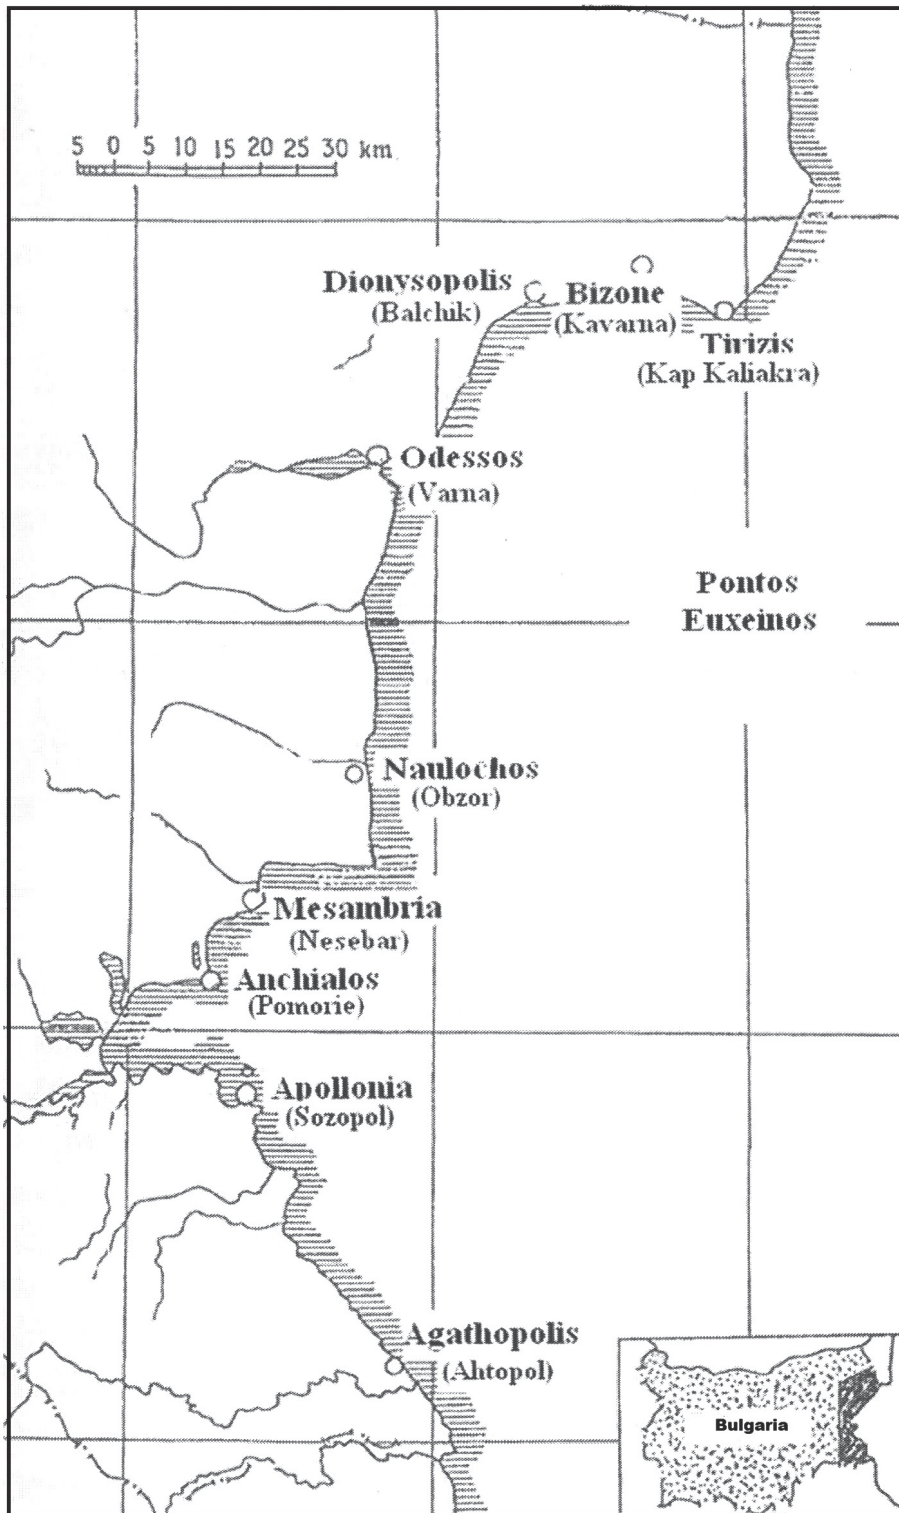 5 0 5 10 15 20 25 30 km
Dionysopolis
(Balchik)
Bizone
(Kavarna)
Tirizis
(Kap Kaliakra)
Odessos
(Varna)
Pontos
Euxeinos
Naulochos
(Obzor)
Mesambria
(Nesebar)
Anchialos
(Pomorie)
Apollonia
(Sozopol)
Agathopolis
(Ahtopol)
Bulgaria